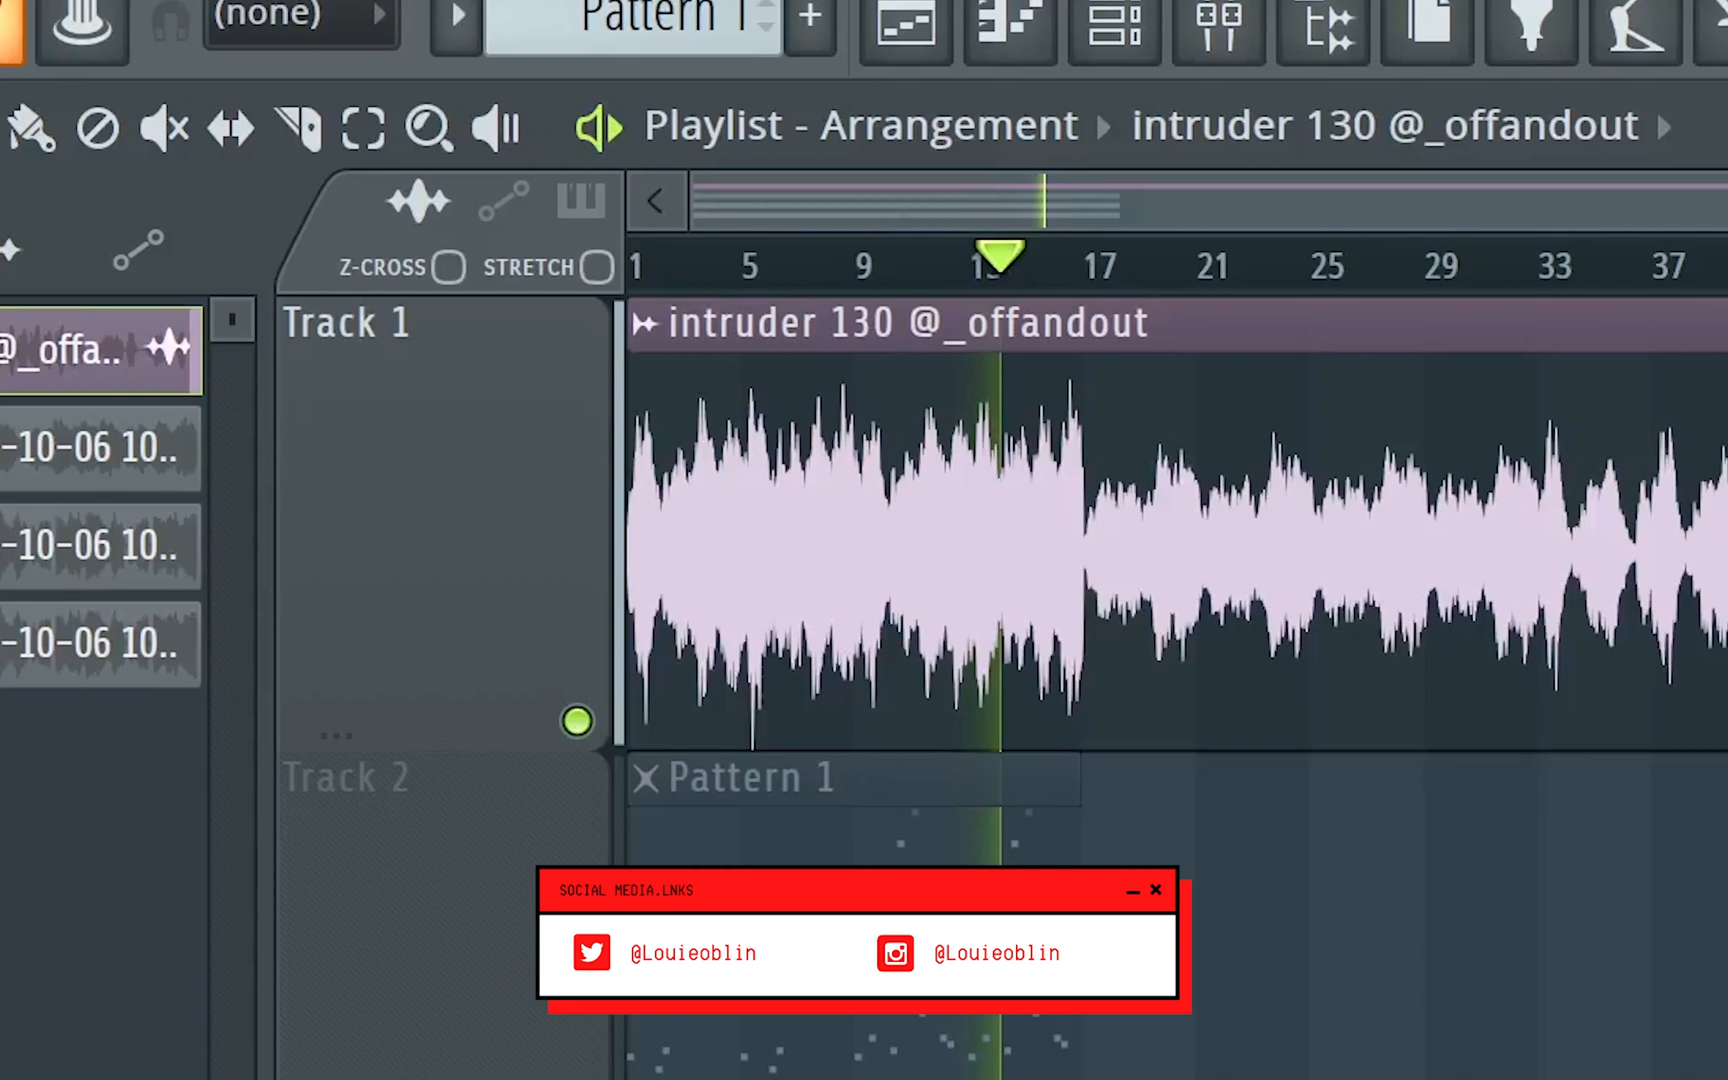 (none)
Pattern 1
+
Playlist - Arrangement
intruder 130 @_offandout
Z-CROSS
STRETCH
1 5 9 13 17 21 25 29 33 37
@_offa..
-10-06 10..
-10-06 10..
-10-06 10..
Track 1
intruder 130 @_offandout
Track 2
Pattern 1
SOCIAL MEDIA.LNKS
@Louieoblin
@Louieoblin